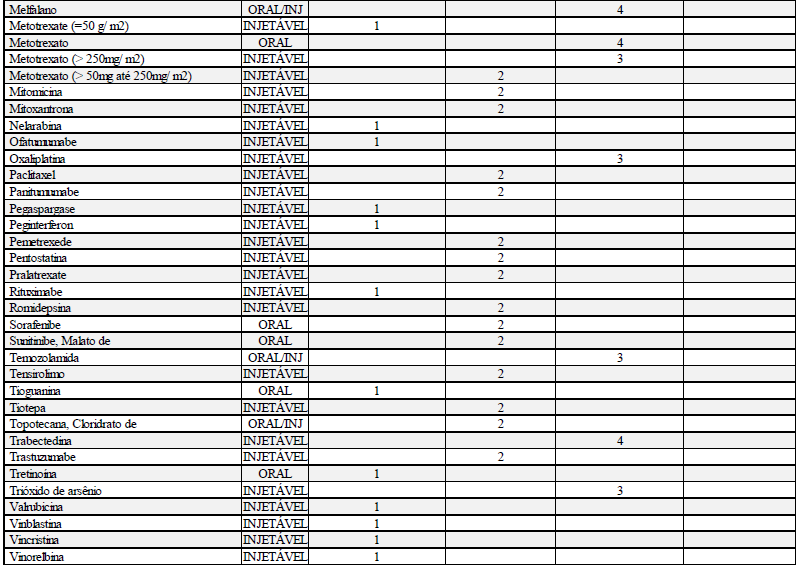 Melfalano ORAL/INJ 4
Metotrexate (=50 g/ m2) INJETÁVEL 1
Metotrexato ORAL 4
Metotrexato (> 250mg/ m2) INJETÁVEL 3
Metotrexato (> 50mg até 250mg/ m2) INJETÁVEL 2
Mitomicina INJETÁVEL 2
Mitoxantrona INJETÁVEL 2
Nelarabina INJETÁVEL 1
Ofatumumabe INJETÁVEL 1
Oxaliplatina INJETÁVEL 3
Paclitaxel INJETÁVEL 2
Panitumumabe INJETÁVEL 2
Pegaspargase INJETÁVEL 1
Peginterferon INJETÁVEL 1
Pemetrexede INJETÁVEL 2
Pentostatina INJETÁVEL 2
Pralatrexate INJETÁVEL 2
Rituximabe INJETÁVEL 1
Romidepsina INJETÁVEL 2
Sorafenibe ORAL 2
Sunitinibe, Malato de ORAL 2
Temozolamida ORAL/INJ 3
Tensirolimo INJETÁVEL 2
Tioguanina ORAL 1
Tiotepa INJETÁVEL 2
Topotecana, Cloridrato de ORAL/INJ 2
Trabectedina INJETÁVEL 4
Trastuzumabe INJETÁVEL 2
Tretinoína ORAL 1
Trióxido de arsênio INJETÁVEL 3
Valrubicina INJETÁVEL 1
Vinblastina INJETÁVEL 1
Vincristina INJETÁVEL 1
Vinorelbina INJETÁVEL 1